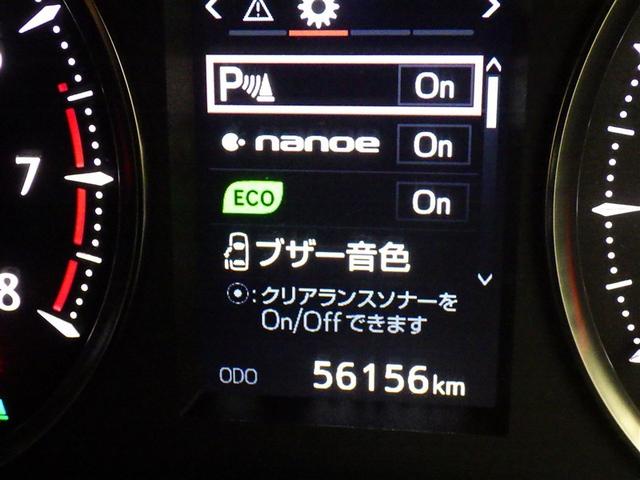 P On
nanoe On
ECO On
ブザー音色
:クリアランスソナーを
On/Offできます
ODO 56156km
7
8